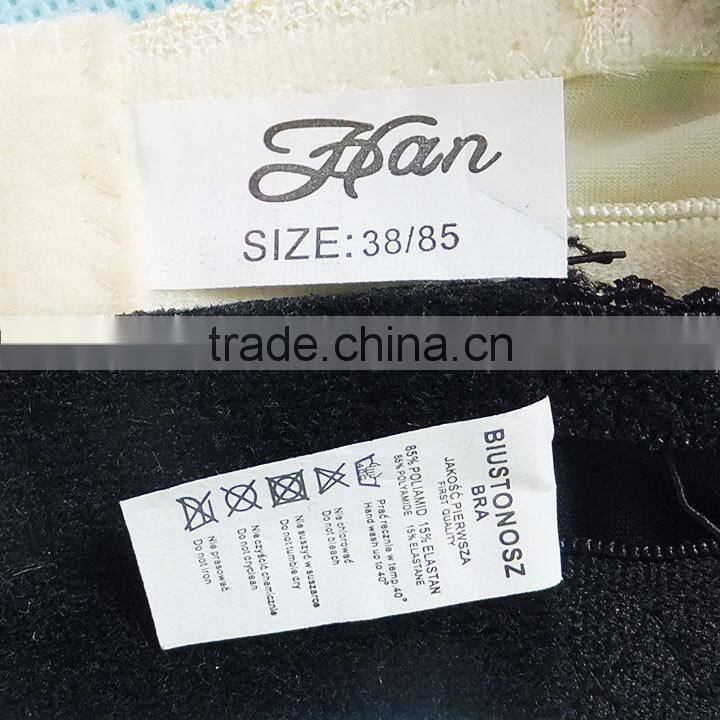 Han
SIZE: 38/85
trade.china.cn
BIUSTONOSZ
BRA
JAKOŚĆ PIERWSZA
FIRST QUALITY
85% POLIAMID 15% ELASTAN
85% POLYAMIDE 15% ELASTANE
Prać recznie w temp.40°
Hand wash up to 40°
Nie chlorować
Do not bleach
Nie suszyć w suszarce
Do not tumble dry
Nie czyścić chemicznie
Do not dryclean
Nie prasować
Do not iron